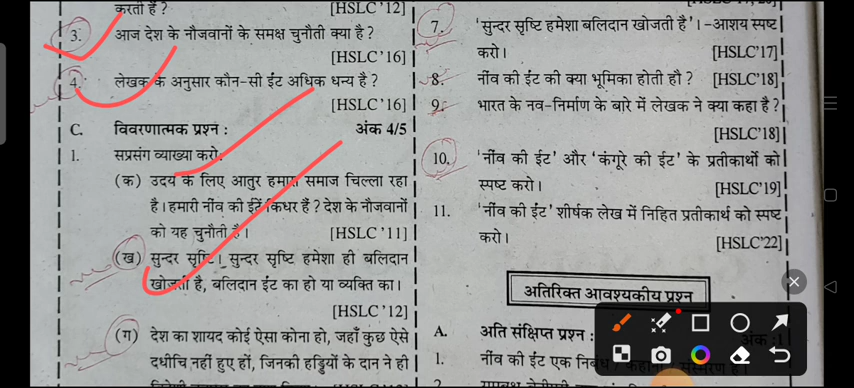 करती हैं ?
[HSLC'12]
3. आज देश के नौजवानों के समक्ष चुनौती क्या है ?
[HSLC'16]
4. लेखक के अनुसार कौन-सी ईंट अधिक धन्य है ?
[HSLC'16]
C. विवरणात्मक प्रश्न : अंक 4/5
1. सप्रसंग व्याख्या करो
(क) उदय के लिए आतुर हमारा समाज चिल्ला रहा
है। हमारी नींव की ईंटें किधर हैं ? देश के नौजवानों
को यह चुनौती है। [HSLC'11]
(ख) सुन्दर सृष्टि। सुन्दर सृष्टि हमेशा ही बलिदान
खोजती है, बलिदान ईंट का हो या व्यक्ति का।
[HSLC'12]
(ग) देश का शायद कोई ऐसा कोना हो, जहाँ कुछ ऐसे
दधीचि नहीं हुए हों, जिनकी हड्डियों के दान ने ही
7. 'सुन्दर सृष्टि हमेशा बलिदान खोजती है'। -आशय स्पष्ट
करो। [HSLC'17]
8. नींव की ईंट की क्या भूमिका होती हौ ? [HSLC'18]
9. भारत के नव-निर्माण के बारे में लेखक ने क्या कहा है ?
[HSLC'18]
10. 'नींव की ईंट' और 'कंगूरे की ईट' के प्रतीकार्थो को
स्पष्ट करो। [HSLC'19]
11. 'नींव की ईंट' शीर्षक लेख में निहित प्रतीकार्थ को स्पष्ट
करो। [HSLC'22]
अतिरिक्त आवश्यकीय प्रश्न
A. अति संक्षिप्त प्रश्न :
1. नींव की ईंट एक
2.